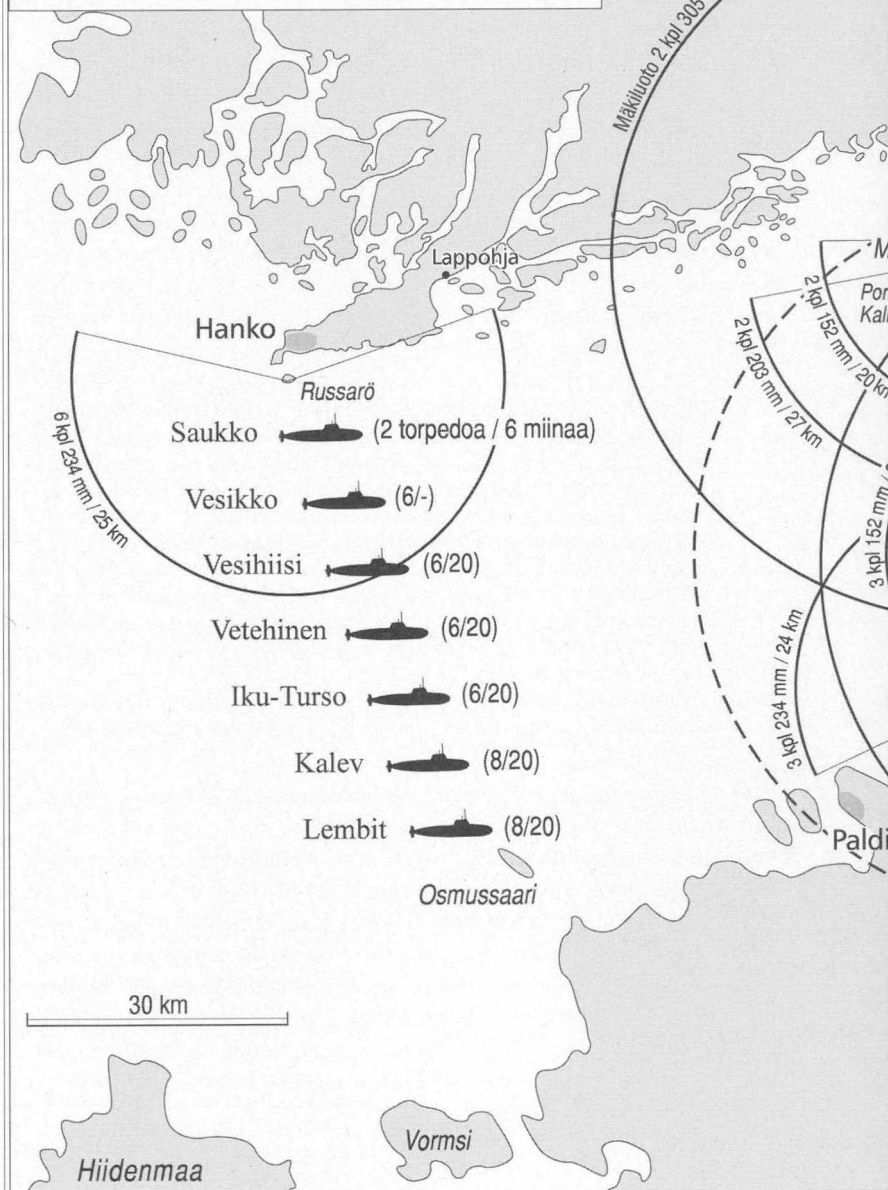 Mäkiluoto 2 kpl 305
Lappohja
Hanko
Russarö
6 kpl 234 mm / 25 km
2 kpl 152 mm / 20 km
2 kpl 203 mm / 27 km
3 kpl 152 mm /
3 kpl 234 mm / 24 km
Saukko (2 torpedoa / 6 miinaa)
Vesikko (6/-)
Vesihiisi (6/20)
Vetehinen (6/20)
Iku-Turso (6/20)
Kalev (8/20)
Lembit (8/20)
Osmussaari
Paldi
30 km
Vormsi
Hiidenmaa